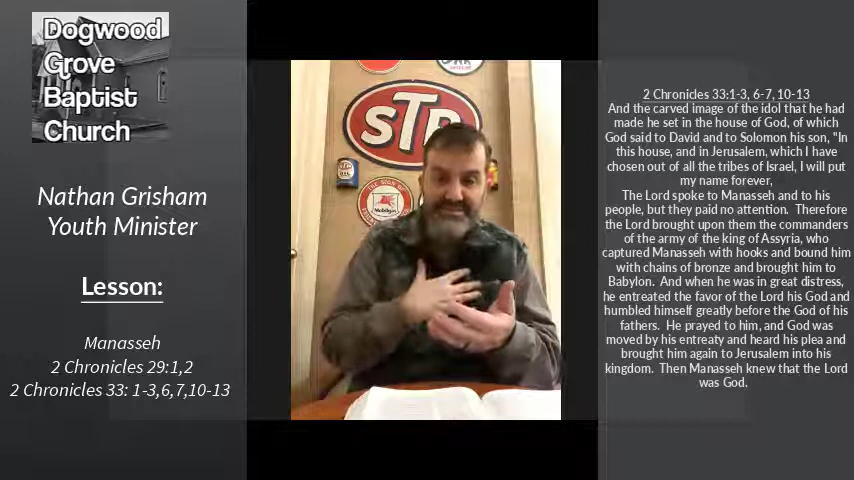 Dogwood
Grove
Baptist
Church
Nathan Grisham
Youth Minister
Lesson:
Manasseh
2 Chronicles 29:1,2
2 Chronicles 33: 1-3,6,7,10-13
STP
THE SIGN OF
Mobilgas
2 Chronicles 33:1-3, 6-7, 10-13
And the carved image of the idol that he had
made he set in the house of God, of which
God said to David and to Solomon his son, "In
this house, and in Jerusalem, which I have
chosen out of all the tribes of Israel, I will put
my name forever,
The Lord spoke to Manasseh and to his
people, but they paid no attention. Therefore
the Lord brought upon them the commanders
of the army of the king of Assyria, who
captured Manasseh with hooks and bound him
with chains of bronze and brought him to
Babylon. And when he was in great distress,
he entreated the favor of the Lord his God and
humbled himself greatly before the God of his
fathers. He prayed to him, and God was
moved by his entreaty and heard his plea and
brought him again to Jerusalem into his
kingdom. Then Manasseh knew that the Lord
was God.